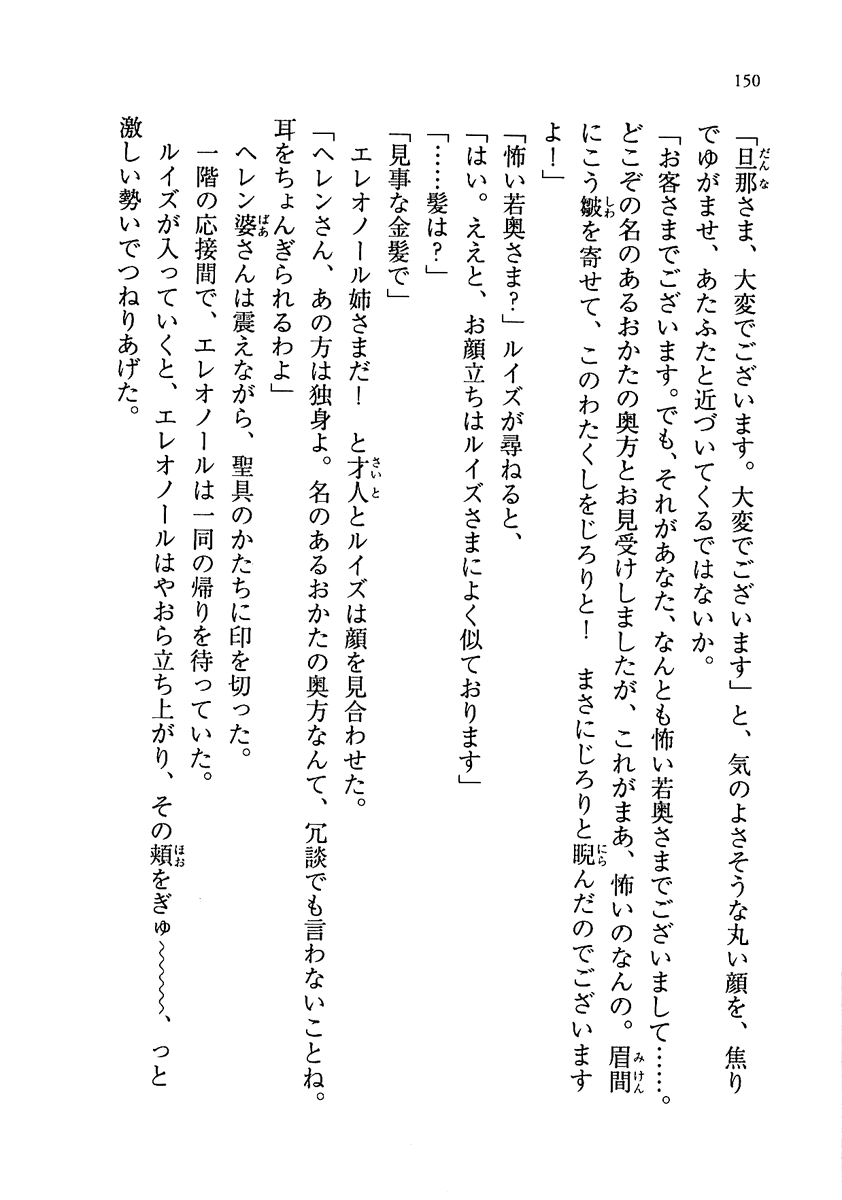 150
「旦那さま、大変でございます。大変でございます」と、気のよさそうな丸い顔を、焦り
でゆがませ、あたふたと近づいてくるではないか。
「お客さまでございます。でも、それがあなた、なんとも怖い若奥さまでございまして……。
どこぞの名のあるおかたの奥方とお見受けしましたが、これがまあ、怖いのなんの。眉間
にこう皺を寄せて、このわたくしをじろりと！　まさにじろりと睨んだのでございます
よ！」
「怖い若奥さま？」ルイズが尋ねると、
「はい。ええと、お顔立ちはルイズさまによく似ております」
「……髪は？」
「見事な金髪で」
エレオノール姉さまだ！　と才人とルイズは顔を見合わせた。
「ヘレンさん、あの方は独身よ。名のあるおかたの奥方なんて、冗談でも言わないことね。
耳をちょんぎられるわよ」
ヘレン婆さんは震えながら、聖具のかたちに印を切った。
一階の応接間で、エレオノールは一同の帰りを待っていた。
ルイズが入っていくと、エレオノールはやおら立ち上がり、その頬をぎゅ～～～～、っと
激しい勢いでつねりあげた。